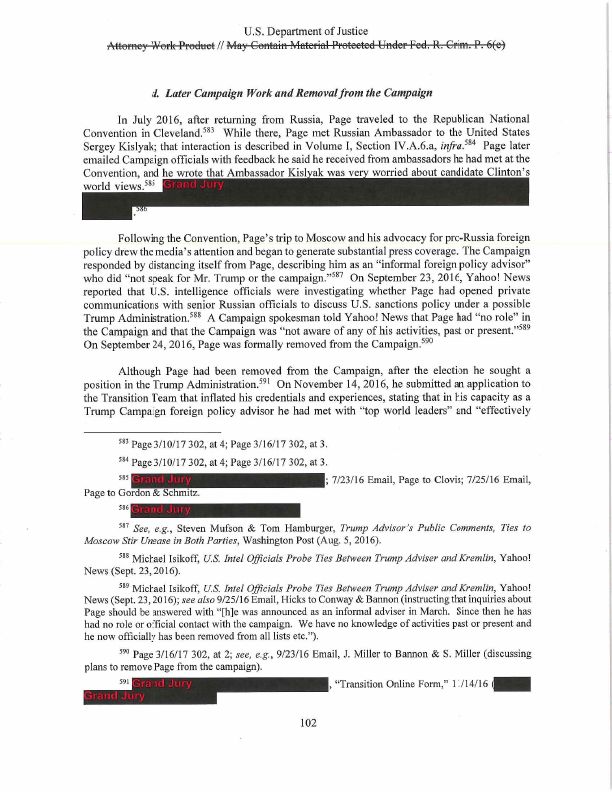 U.S. Department of Justice
Attorney Work Product // May Contain Material Protected Under Fed. R. Crim. P. 6(e)
d. Later Campaign Work and Removal from the Campaign
In July 2016, after returning from Russia, Page traveled to the Republican National
Convention in Cleveland.583 While there, Page met Russian Ambassador to the United States
Sergey Kislyak; that interaction is described in Volume I, Section IV.A.6.a, infra.584 Page later
emailed Campaign officials with feedback he said he received from ambassadors he had met at the
Convention, and he wrote that Ambassador Kislyak was very worried about candidate Clinton's
world views.585 Grand Jury
.586
Following the Convention, Page's trip to Moscow and his advocacy for pro-Russia foreign
policy drew the media's attention and began to generate substantial press coverage. The Campaign
responded by distancing itself from Page, describing him as an "informal foreign policy advisor"
who did "not speak for Mr. Trump or the campaign."587 On September 23, 2016, Yahoo! News
reported that U.S. intelligence officials were investigating whether Page had opened private
communications with senior Russian officials to discuss U.S. sanctions policy under a possible
Trump Administration.588 A Campaign spokesman told Yahoo! News that Page had "no role" in
the Campaign and that the Campaign was "not aware of any of his activities, past or present."589
On September 24, 2016, Page was formally removed from the Campaign.590
Although Page had been removed from the Campaign, after the election he sought a
position in the Trump Administration.591 On November 14, 2016, he submitted an application to
the Transition Team that inflated his credentials and experiences, stating that in his capacity as a
Trump Campaign foreign policy advisor he had met with "top world leaders" and "effectively
583 Page 3/10/17 302, at 4; Page 3/16/17 302, at 3.
584 Page 3/10/17 302, at 4; Page 3/16/17 302, at 3.
585 Grand Jury ; 7/23/16 Email, Page to Clovis; 7/25/16 Email,
Page to Gordon & Schmitz.
586 Grand Jury
587 See, e.g., Steven Mufson & Tom Hamburger, Trump Advisor's Public Comments, Ties to
Moscow Stir Unease in Both Parties, Washington Post (Aug. 5, 2016).
588 Michael Isikoff, U.S. Intel Officials Probe Ties Between Trump Adviser and Kremlin, Yahoo!
News (Sept. 23, 2016).
589 Michael Isikoff, U.S. Intel Officials Probe Ties Between Trump Adviser and Kremlin, Yahoo!
News (Sept. 23, 2016); see also 9/25/16 Email, Hicks to Conway & Bannon (instructing that inquiries about
Page should be answered with "[h]e was announced as an informal adviser in March. Since then he has
had no role or official contact with the campaign. We have no knowledge of activities past or present and
he now officially has been removed from all lists etc.").
590 Page 3/16/17 302, at 2; see, e.g., 9/23/16 Email, J. Miller to Bannon & S. Miller (discussing
plans to remove Page from the campaign).
591 Grand Jury , "Transition Online Form," 11/14/16 (
Grand Jury
102